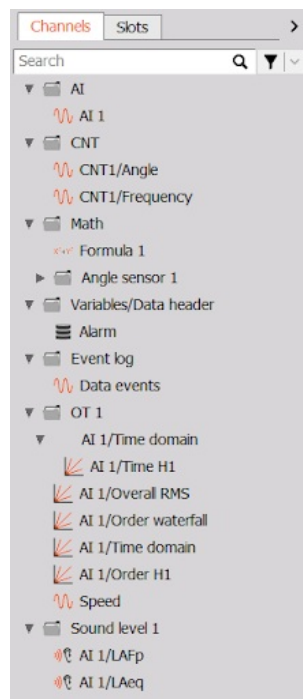 Channels Slots
Search
AI
AI 1
CNT
CNT1/Angle
CNT1/Frequency
Math
Formula 1
Angle sensor 1
Variables/Data header
Alarm
Event log
Data events
OT 1
AI 1/Time domain
AI 1/Time H1
AI 1/Overall RMS
AI 1/Order waterfall
AI 1/Time domain
AI 1/Order H1
Speed
Sound level 1
AI 1/LAFp
AI 1/LAeq